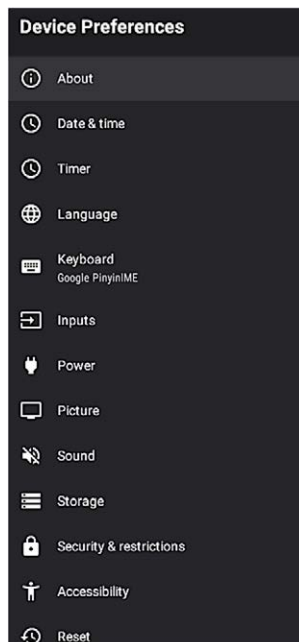 Device Preferences
About
Date & time
Timer
Language
Keyboard
Google PinyinIME
Inputs
Power
Picture
Sound
Storage
Security & restrictions
Accessibility
Reset